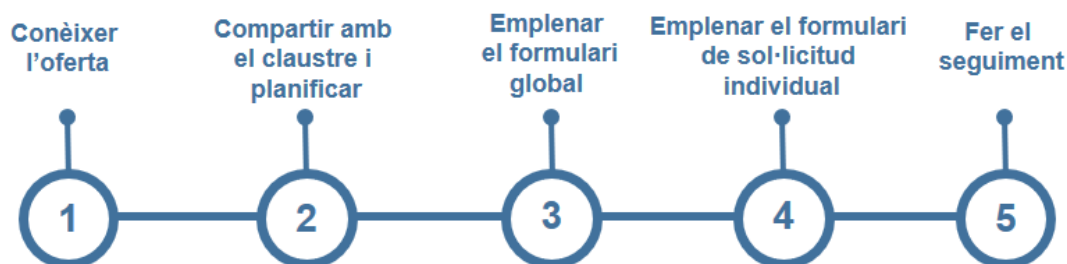 Conèixer
l’oferta
Compartir amb
el claustre i
planificar
Emplenar
el formulari
global
Emplenar el formulari
de sol·licitud
individual
Fer el
seguiment
1
2
3
4
5